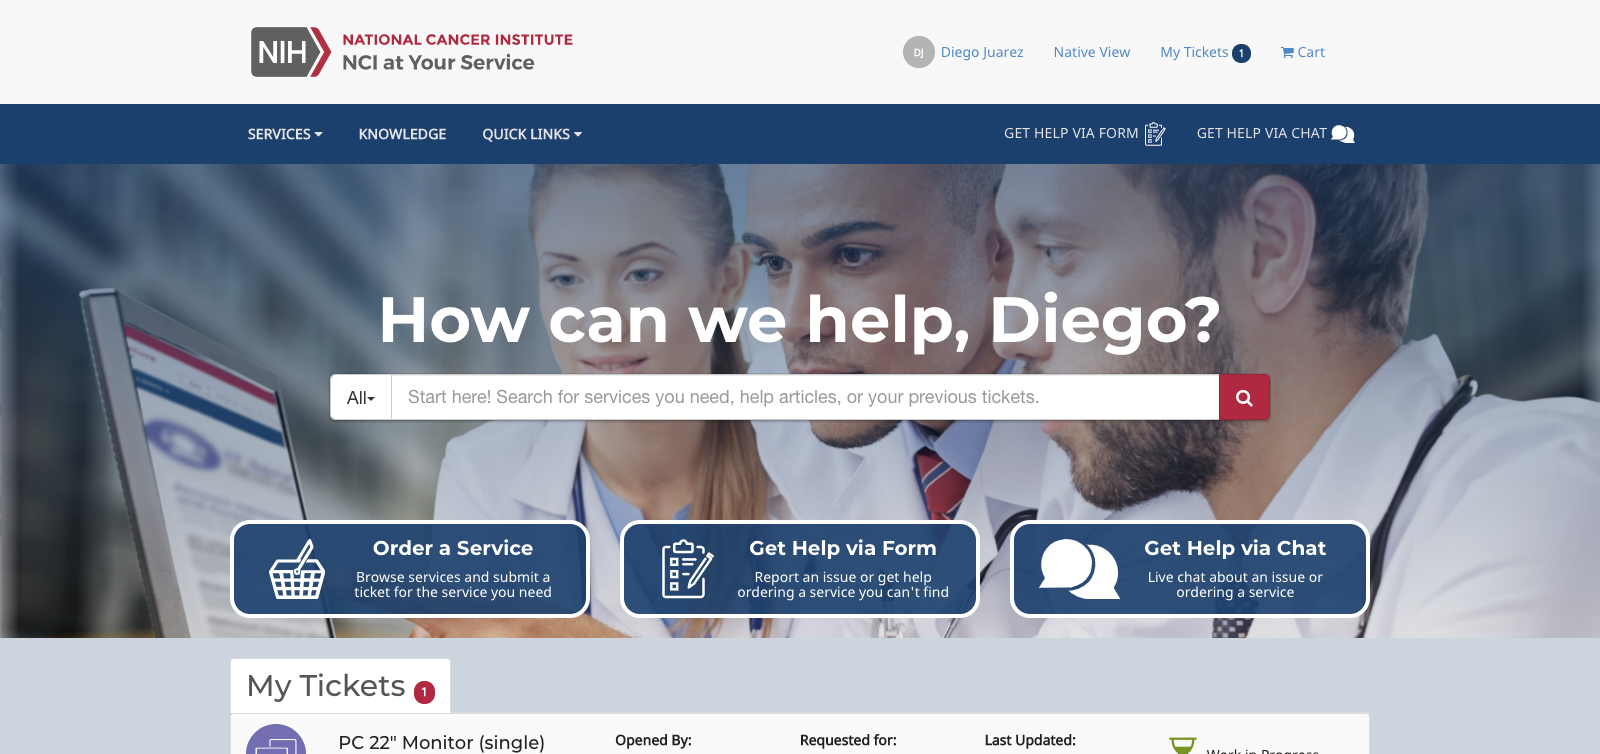 NIH
NATIONAL CANCER INSTITUTE
NCI at Your Service
DJ Diego Juarez Native View My Tickets 1 Cart
SERVICES KNOWLEDGE QUICK LINKS GET HELP VIA FORM GET HELP VIA CHAT
How can we help, Diego?
All Start here! Search for services you need, help articles, or your previous tickets.
Order a Service
Browse services and submit a
ticket for the service you need
Get Help via Form
Report an issue or get help
ordering a service you can't find
Get Help via Chat
Live chat about an issue or
ordering a service
My Tickets 1
PC 22" Monitor (single) Opened By: Requested for: Last Updated:
Work in Progress